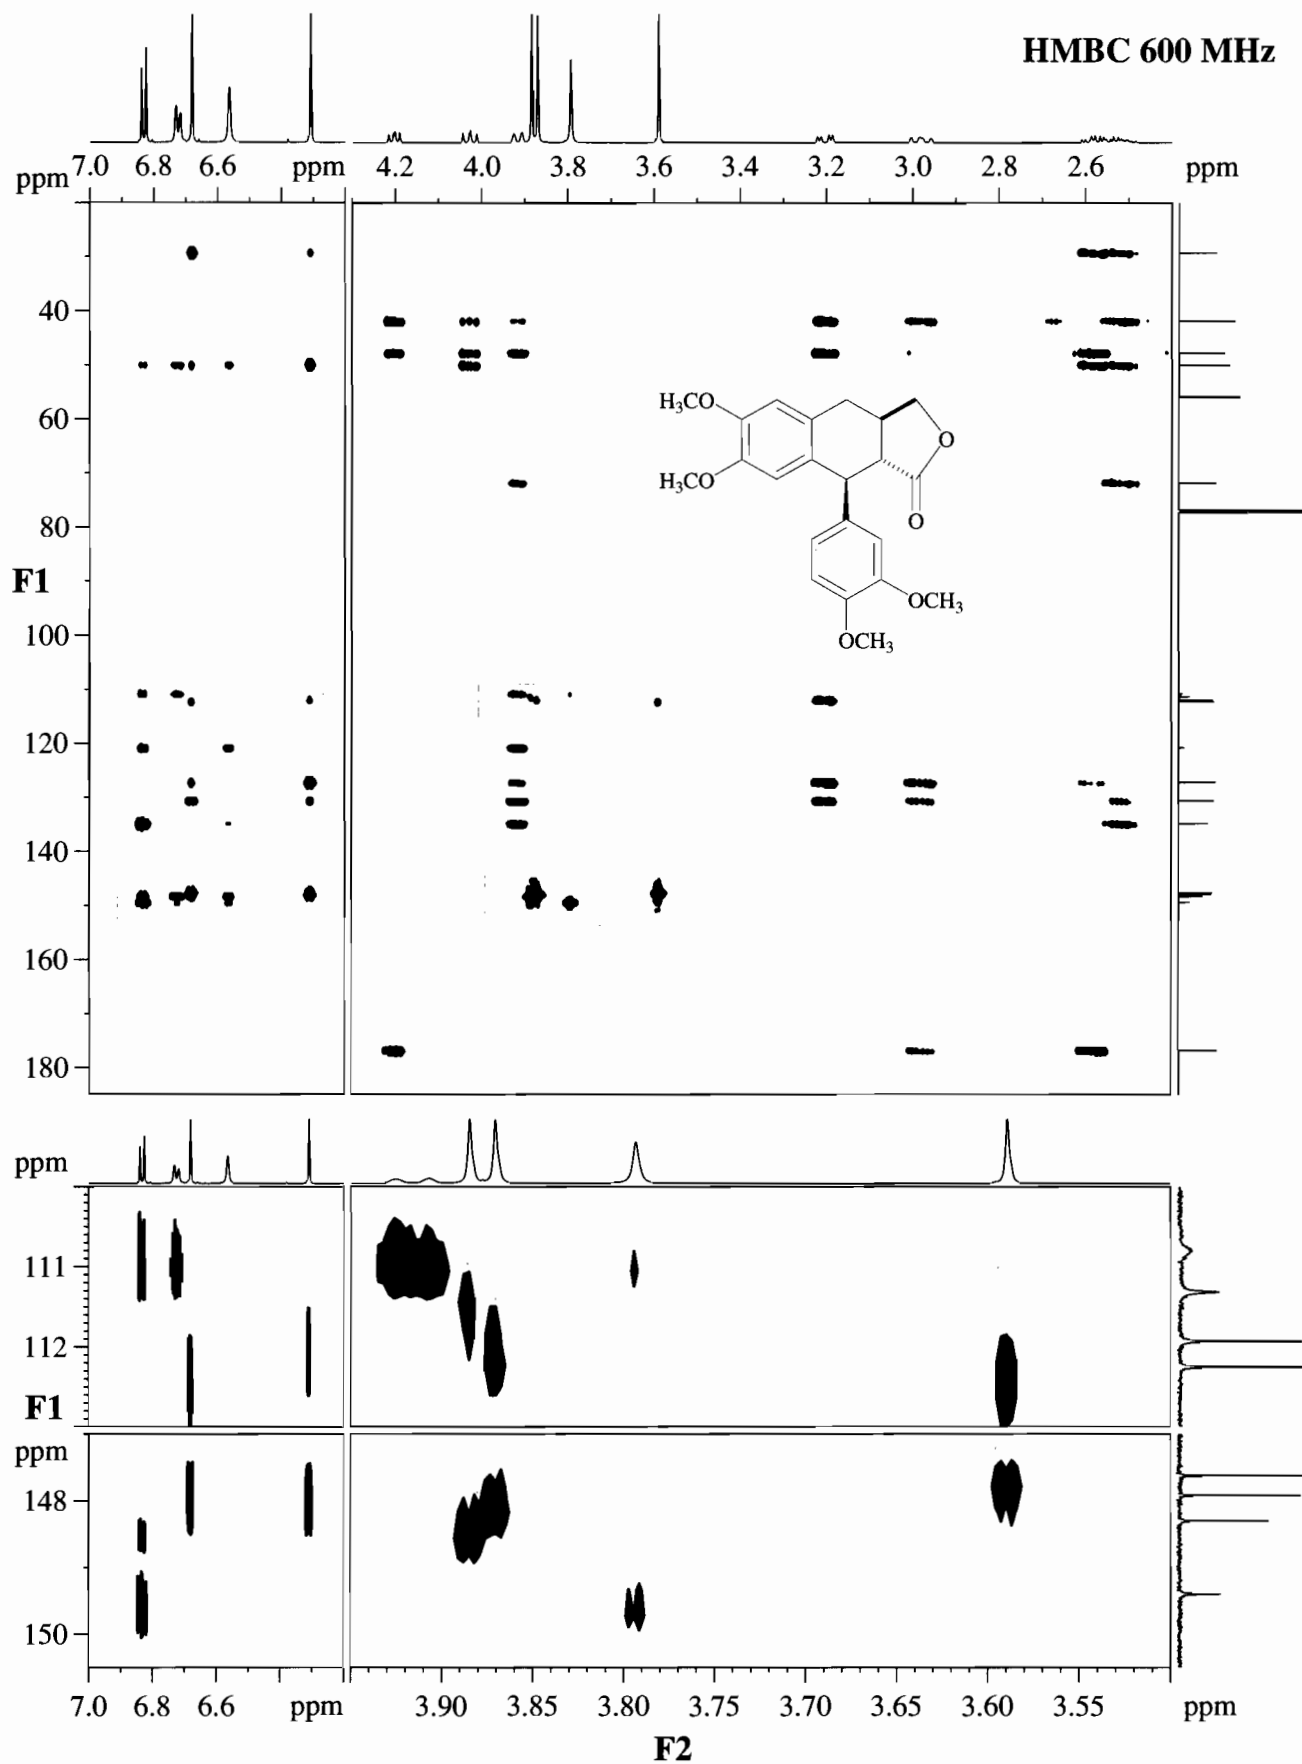 HMBC 600 MHz
ppm 7.0 6.8 6.6 ppm 4.2 4.0 3.8 3.6 3.4 3.2 3.0 2.8 2.6 ppm
40
60
80
F1
100
120
140
160
180
H₃CO
O
H₃CO
O
OCH₃
OCH₃
ppm
111
112
F1
ppm
148
150
7.0 6.8 6.6 ppm 3.90 3.85 3.80 3.75 3.70 3.65 3.60 3.55 ppm
F2